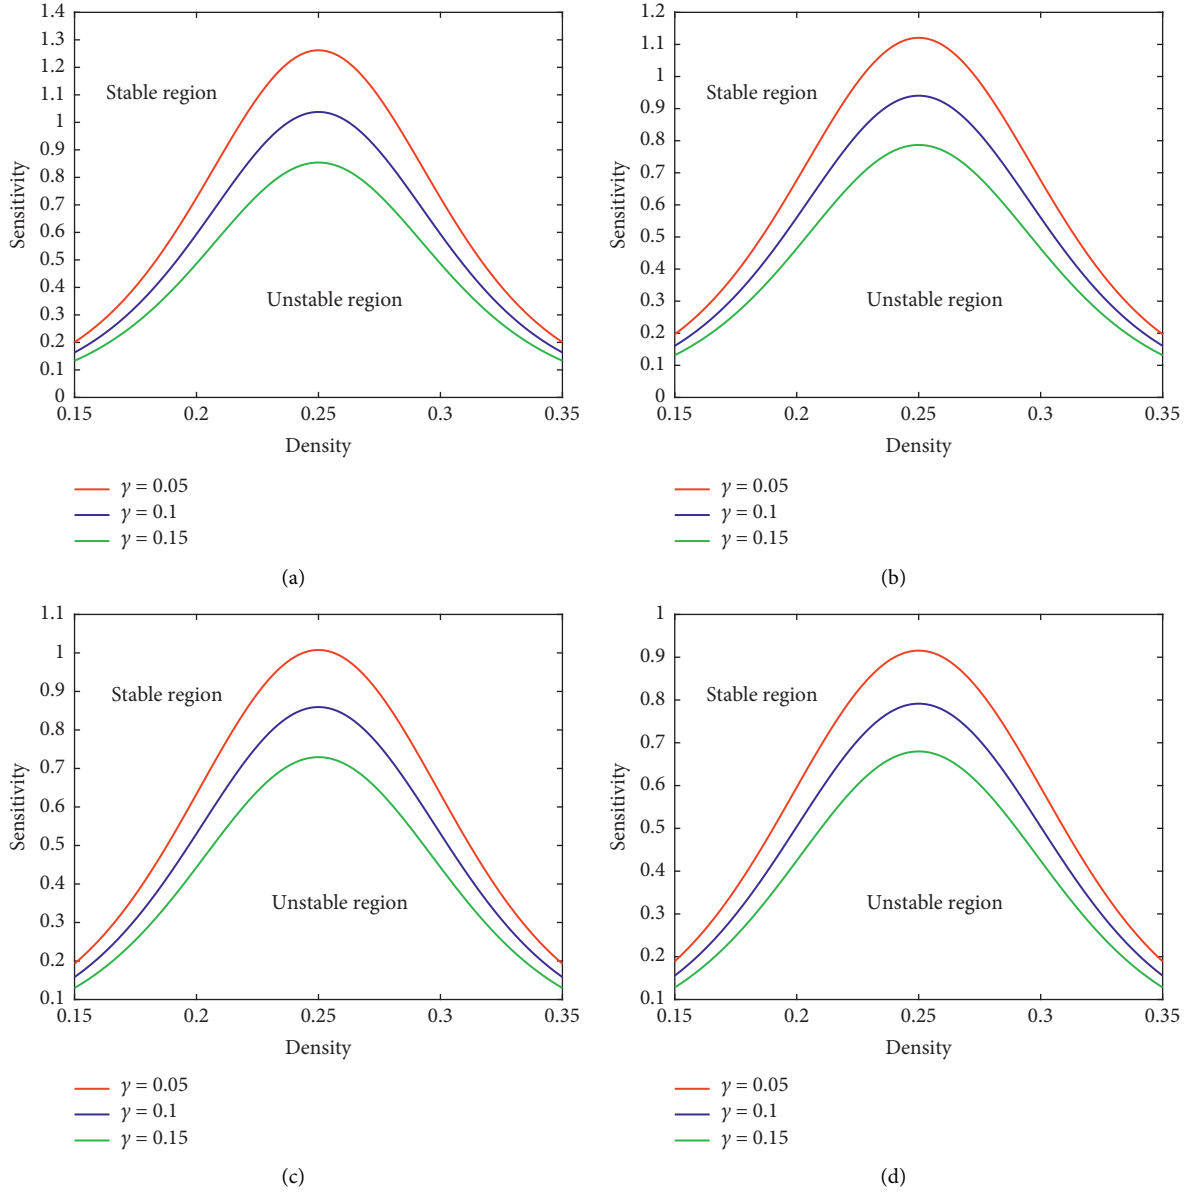 1.4
1.3
1.2
1.1
1
0.9
0.8
0.7
0.6
0.5
0.4
0.3
0.2
0.1
0
Sensitivity
Stable region
Unstable region
0.15 0.2 0.25 0.3 0.35
Density
γ = 0.05
γ = 0.1
γ = 0.15
(a)
1.2
1.1
1
0.9
0.8
0.7
0.6
0.5
0.4
0.3
0.2
0.1
0
Sensitivity
Stable region
Unstable region
0.15 0.2 0.25 0.3 0.35
Density
γ = 0.05
γ = 0.1
γ = 0.15
(b)
1.1
1
0.9
0.8
0.7
0.6
0.5
0.4
0.3
0.2
0.1
Sensitivity
Stable region
Unstable region
0.15 0.2 0.25 0.3 0.35
Density
γ = 0.05
γ = 0.1
γ = 0.15
(c)
1
0.9
0.8
0.7
0.6
0.5
0.4
0.3
0.2
0.1
Sensitivity
Stable region
Unstable region
0.15 0.2 0.25 0.3 0.35
Density
γ = 0.05
γ = 0.1
γ = 0.15
(d)